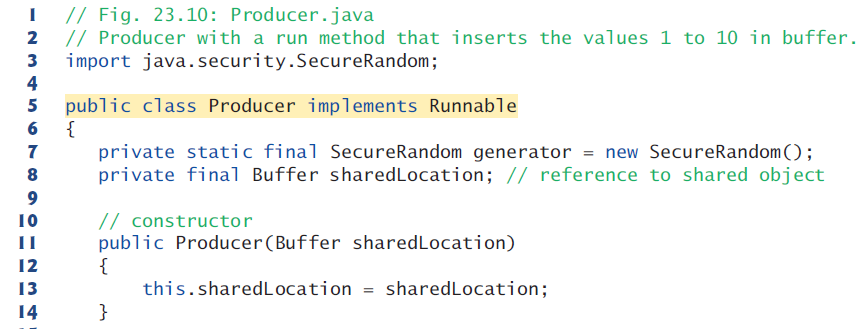 1 // Fig. 23.10: Producer.java
2 // Producer with a run method that inserts the values 1 to 10 in buffer.
3 import java.security.SecureRandom;
4
5 public class Producer implements Runnable
6 {
7 private static final SecureRandom generator = new SecureRandom();
8 private final Buffer sharedLocation; // reference to shared object
9
10 // constructor
11 public Producer(Buffer sharedLocation)
12 {
13 this.sharedLocation = sharedLocation;
14 }